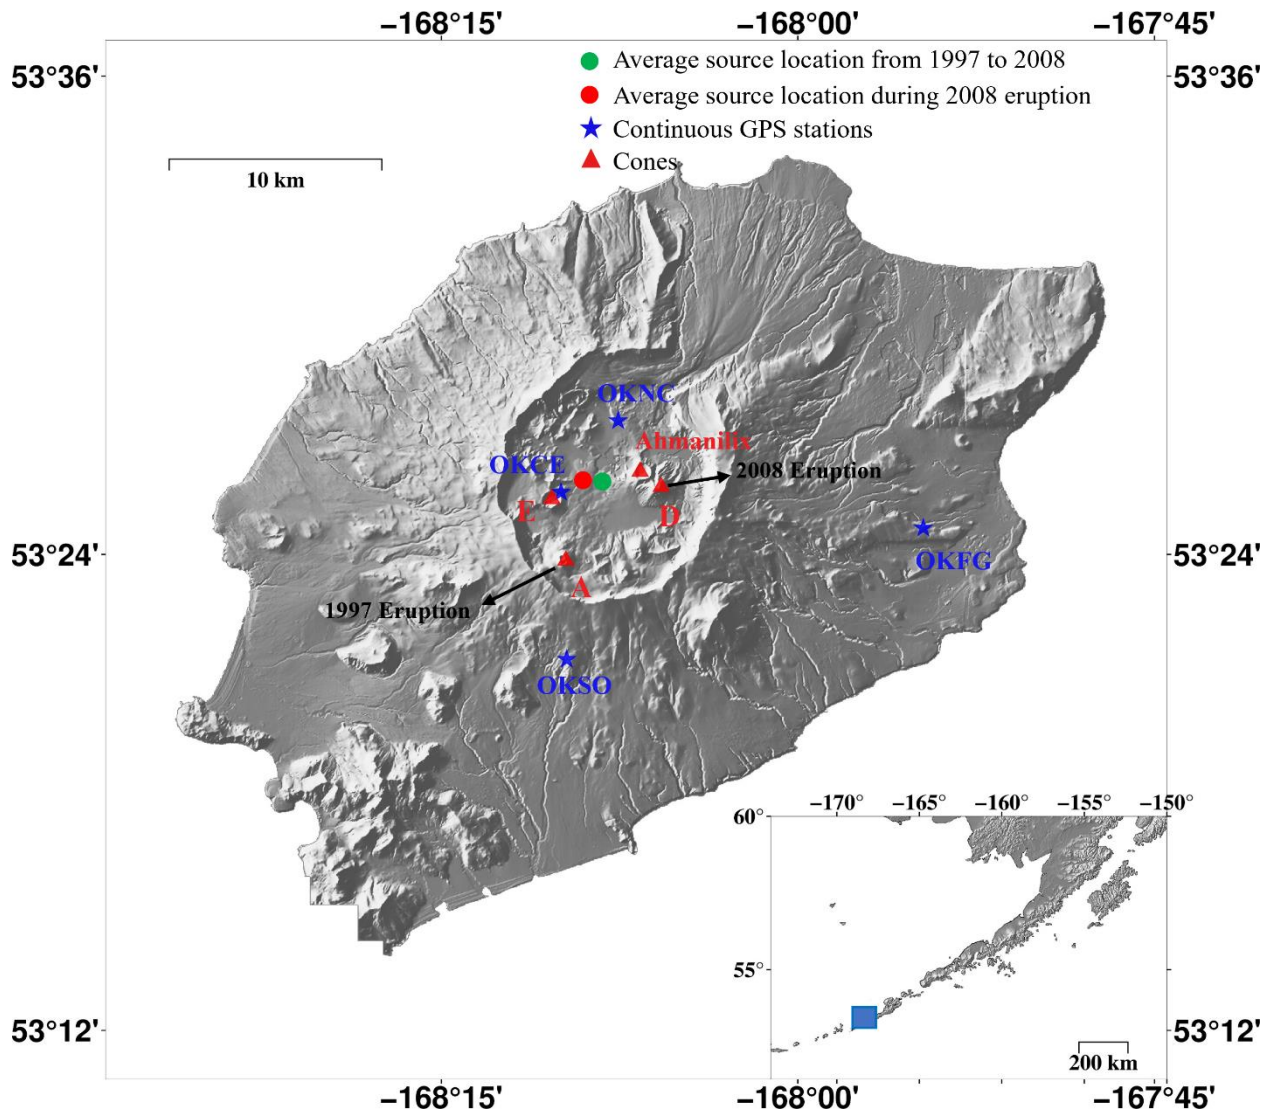 −168°15' −168°00' −167°45'
53°36' 53°36'
Average source location from 1997 to 2008
Average source location during 2008 eruption
Continuous GPS stations
Cones
10 km
OKNC
Ahmanilix
OKCE
2008 Eruption
E
D
53°24' 53°24'
OKFG
A
1997 Eruption
OKSO
−170° −165° −160° −155° −150°
60°
55°
53°12' 53°12'
200 km
−168°15' −168°00' −167°45'